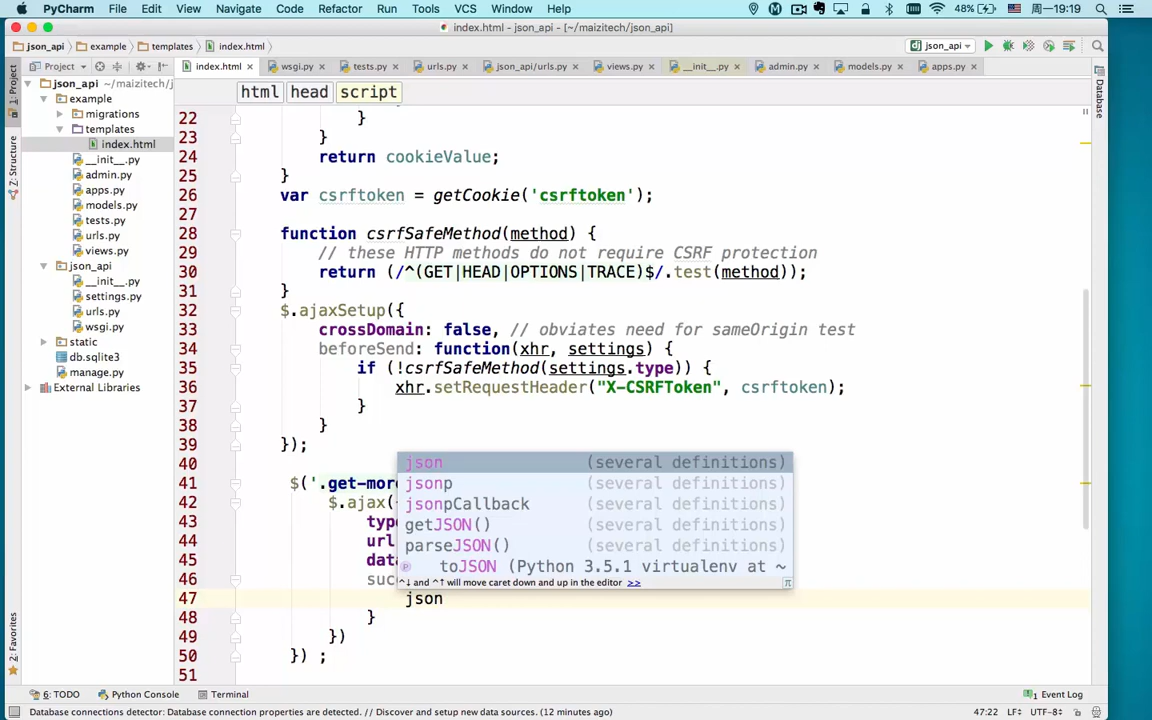 PyCharm File Edit View Navigate Code Refactor Run Tools VCS Window Help 48% 周一19:19
index.html - json_api - [~/maizitech/json_api]
json_api example templates index.html json_api
Project index.html wsgi.py tests.py urls.py json_api/urls.py views.py __init__.py admin.py models.py apps.py
1: Project
Z: Structure
2: Favorites
Database
json_api ~/maizitech/j
example
migrations
templates
index.html
__init__.py
admin.py
apps.py
models.py
tests.py
urls.py
views.py
json_api
__init__.py
settings.py
urls.py
wsgi.py
static
db.sqlite3
manage.py
External Libraries
html head script
22 }
23 }
24 return cookieValue;
25 }
26 var csrftoken = getCookie('csrftoken');
27
28 function csrfSafeMethod(method) {
29 // these HTTP methods do not require CSRF protection
30 return (/^(GET|HEAD|OPTIONS|TRACE)$/.test(method));
31 }
32 $.ajaxSetup({
33 crossDomain: false, // obviates need for sameOrigin test
34 beforeSend: function(xhr, settings) {
35 if (!csrfSafeMethod(settings.type)) {
36 xhr.setRequestHeader("X-CSRFToken", csrftoken);
37 }
38 }
39 });
40
41 $('.get-mor
42 $.ajax(
43 typ
44 url
45 dat
46 suc
47 json
48 }
49 })
50 }) ;
51
json (several definitions)
jsonp (several definitions)
jsonpCallback (several definitions)
getJSON() (several definitions)
parseJSON() (several definitions)
toJSON (Python 3.5.1 virtualenv at ~
^↓ and ^↑ will move caret down and up in the editor >> π
6: TODO Python Console Terminal 1 Event Log
Database connections detector: Database connection properties are detected. // Discover and setup new data sources. (12 minutes ago) 47:22 LF÷ UTF-8÷